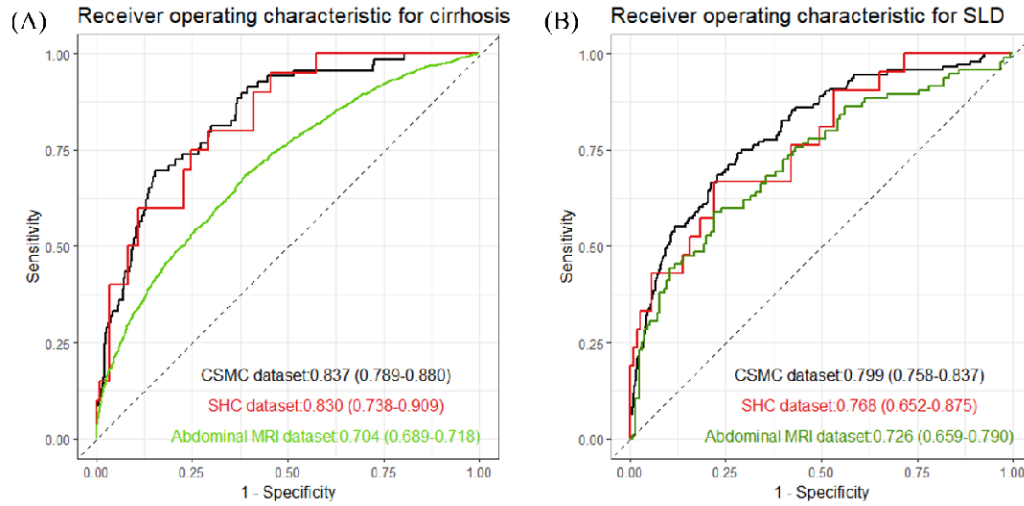 (A) Receiver operating characteristic for cirrhosis
1.00
0.75
0.50
0.25
0.00
Sensitivity
CSMC dataset:0.837 (0.789-0.880)
SHC dataset:0.830 (0.738-0.909)
Abdominal MRI dataset:0.704 (0.689-0.718)
0.00 0.25 0.50 0.75 1.00
1 - Specificity
(B) Receiver operating characteristic for SLD
1.00
0.75
0.50
0.25
0.00
Sensitivity
CSMC dataset:0.799 (0.758-0.837)
SHC dataset:0.768 (0.652-0.875)
Abdominal MRI dataset:0.726 (0.659-0.790)
0.00 0.25 0.50 0.75 1.00
1 - Specificity